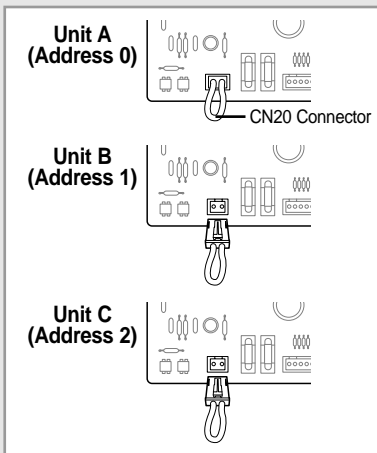 Unit A
(Address 0)
CN20 Connector
Unit B
(Address 1)
Unit C
(Address 2)